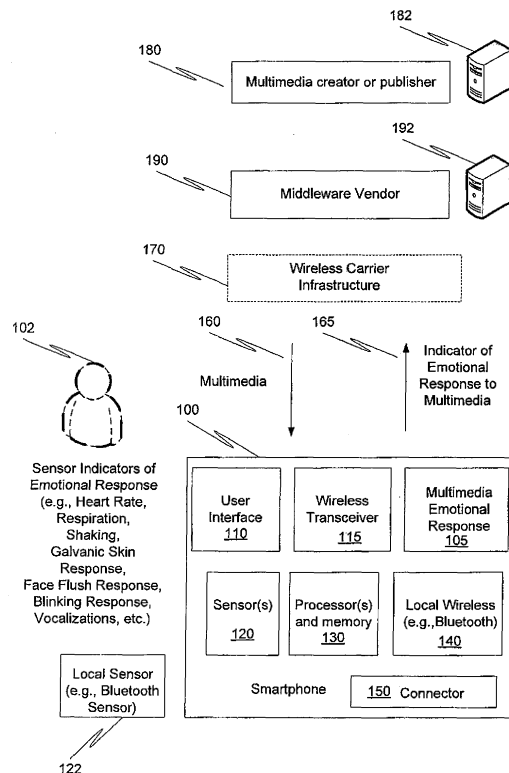 182
180
Multimedia creator or publisher
192
190
Middleware Vendor
170
Wireless Carrier
Infrastructure
102
160
165
Multimedia
Indicator of
Emotional
Response to
Multimedia
100
Sensor Indicators of
Emotional Response
(e.g., Heart Rate,
Respiration,
Shaking,
Galvanic Skin
Response,
Face Flush Response,
Blinking Response,
Vocalizations, etc.)
User
Interface
110
Wireless
Transceiver
115
Multimedia
Emotional
Response
105
Sensor(s)
120
Processor(s)
and memory
130
Local Wireless
(e.g.,Bluetooth)
140
Local Sensor
(e.g., Bluetooth
Sensor)
Smartphone
150 Connector
122